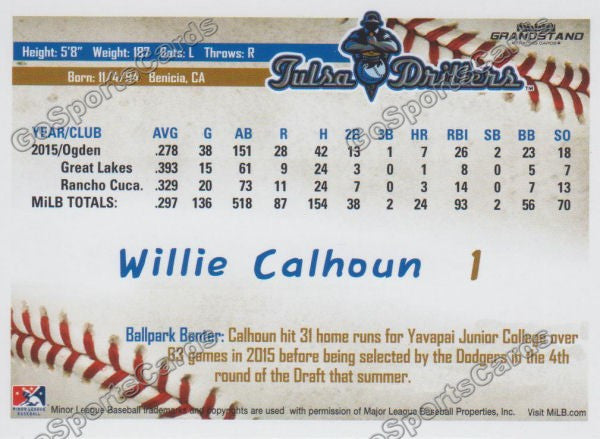 GRANDSTAND
TRADING CARDS
Height: 5'8" Weight: 187 Bats: L Throws: R
Born: 11/4/94 Benicia, CA
Tulsa Drillers
YEAR/CLUB AVG G AB R H 2B 3B HR RBI SB BB SO
2015/Ogden .278 38 151 28 42 13 1 7 26 2 23 18
Great Lakes .393 15 61 9 24 3 0 1 8 0 5 7
Rancho Cuca. .329 20 73 11 24 7 0 3 14 0 7 13
MiLB TOTALS: .297 136 518 87 154 38 2 24 93 2 56 70
Willie Calhoun 1
Ballpark Banter: Calhoun hit 31 home runs for Yavapai Junior College over
63 games in 2015 before being selected by the Dodgers in the 4th
round of the Draft that summer.
MINOR LEAGUE
BASEBALL
Minor League Baseball trademarks and copyrights are used with permission of Major League Baseball Properties, Inc. Visit MiLB.com
GoSportsCards